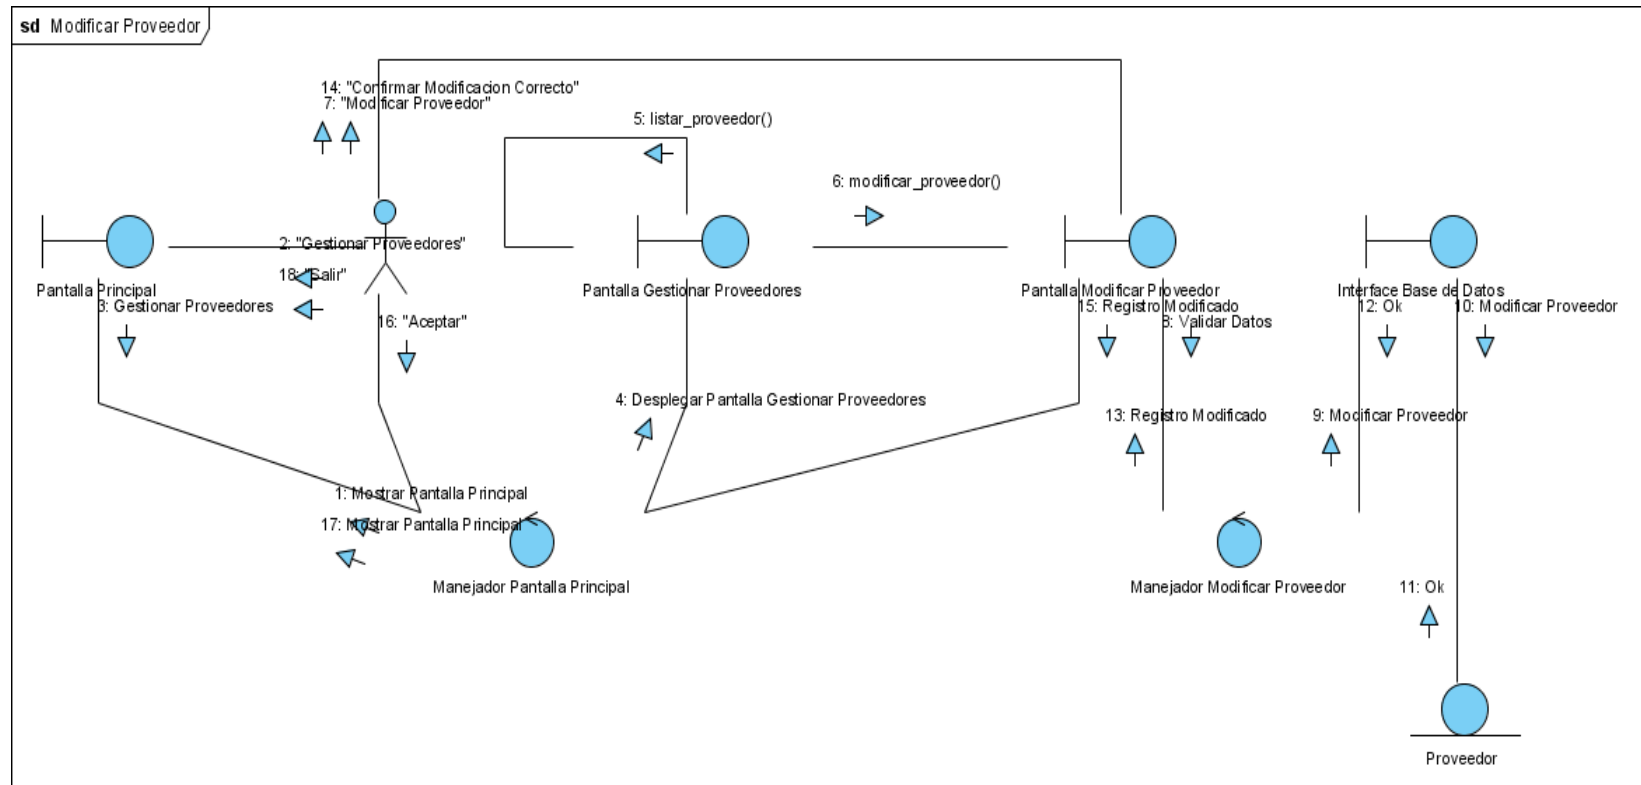 sd Modificar Proveedor
14: "Confirmar Modificacion Correcto"
7: "Modificar Proveedor"
5: listar_proveedor()
6: modificar_proveedor()
2: "Gestionar Proveedores"
18: "Salir"
Pantalla Principal
Pantalla Gestionar Proveedores
Pantalla Modificar Proveedor
Interface Base de Datos
3: Gestionar Proveedores
15: Registro Modificado
12: Ok
10: Modificar Proveedor
16: "Aceptar"
8: Validar Datos
4: Desplegar Pantalla Gestionar Proveedores
13: Registro Modificado
9: Modificar Proveedor
1: Mostrar Pantalla Principal
17: Mostrar Pantalla Principal
Manejador Pantalla Principal
Manejador Modificar Proveedor
11: Ok
Proveedor